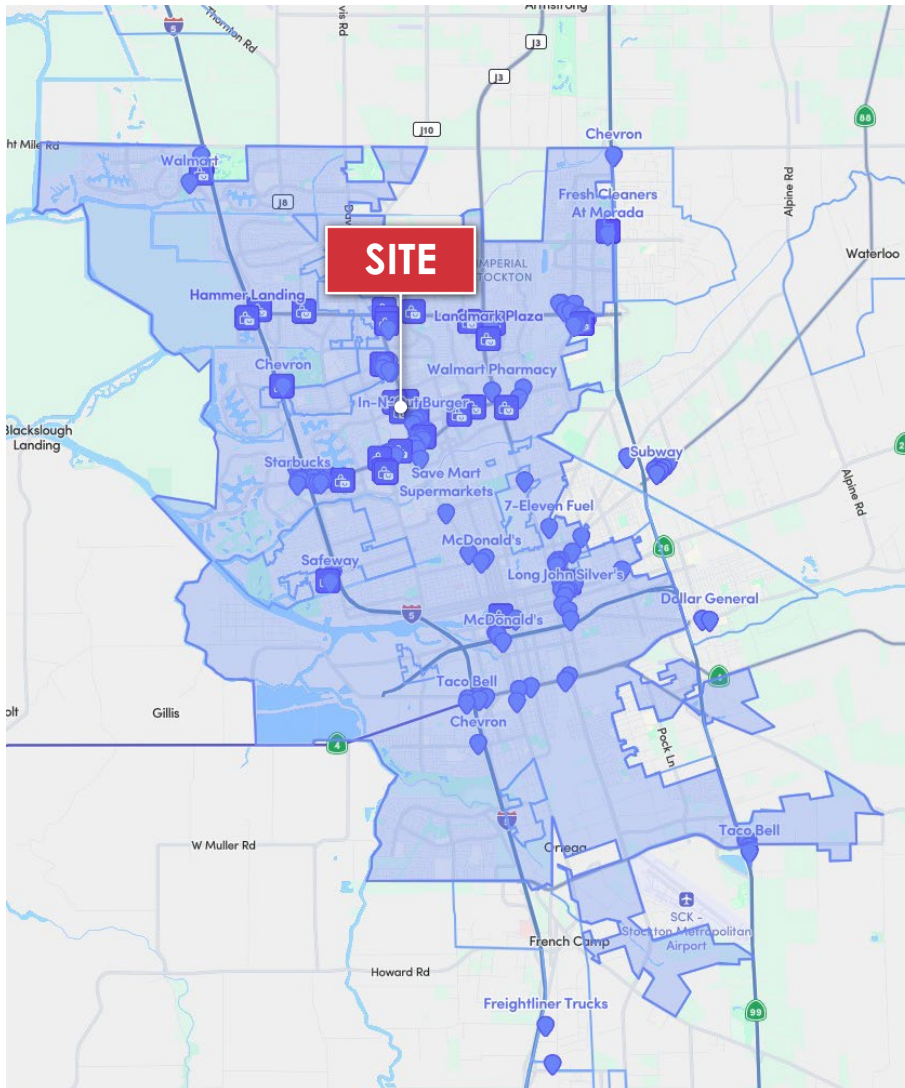 Armstrong
5
Thornton Rd
J3
J3
J10
88
ht Mile Rd
Walmart
Chevron
Alpine Rd
J8
Fresh Cleaners
At Morada
SITE
IMPERIAL
STOCKTON
Waterloo
Hammer Landing
Landmark Plaza
Chevron
Walmart Pharmacy
In-N-Out Burger
Blackslough
Landing
Starbucks
Save Mart
Supermarkets
Subway
Alpine Rd
7-Eleven Fuel
McDonald's
26
Safeway
Long John Silver's
5
McDonald's
Dollar General
4
Taco Bell
olt
Gillis
Chevron
4
Pock Ln
5
Taco Bell
W Muller Rd
SCK -
Stockton Metropolitan
Airport
French Camp
Howard Rd
Freightliner Trucks
99